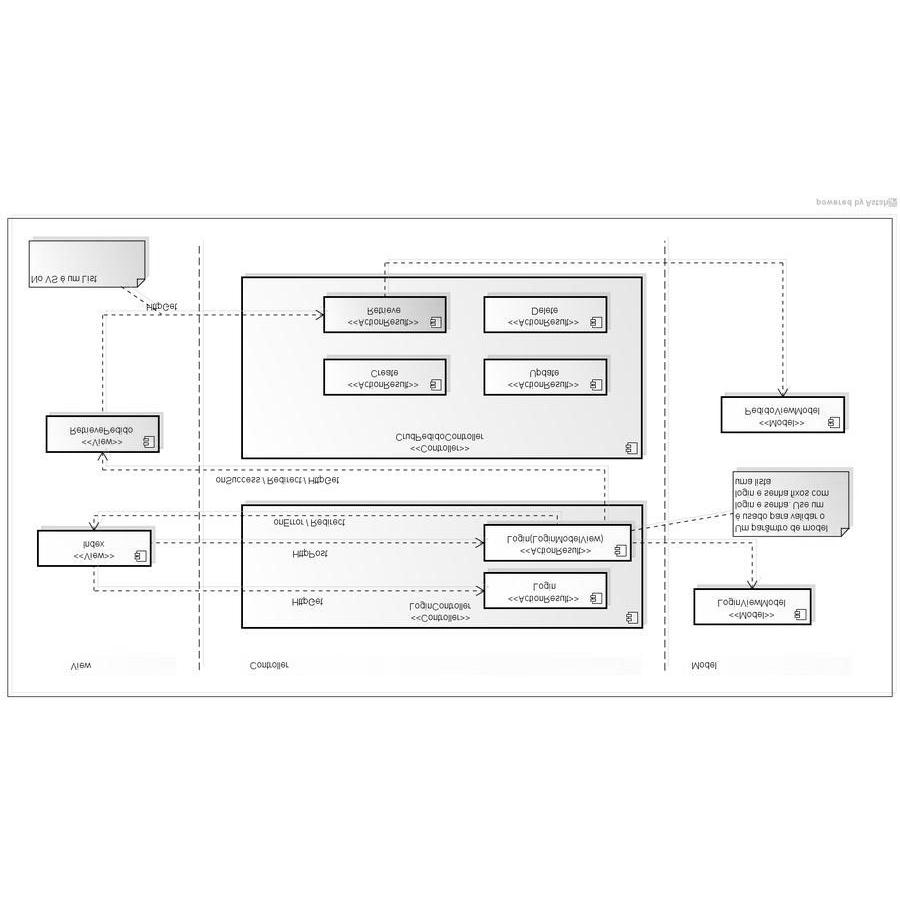 View
Controller
Model
<<Controller>>
LoginController
HttpGet
<<ActionResult>>
Login
<<Model>>
LoginViewModel
<<View>>
Index
HttpPost
<<ActionResult>>
Login(LoginModelView)
onError / Redirect
Um parâmtro de model
é usado para validar o
login e senha. Use um
login e senha fixos com
uma lista
onSuccess / Redirect / HttpGet
<<View>>
RetrievePedido
<<Controller>>
CrudPedidoController
<<Model>>
PedidoViewModel
<<ActionResult>>
Create
<<ActionResult>>
Update
<<ActionResult>>
Retrieve
<<ActionResult>>
Delete
HttpGet
No VS é um List
powered by Astah